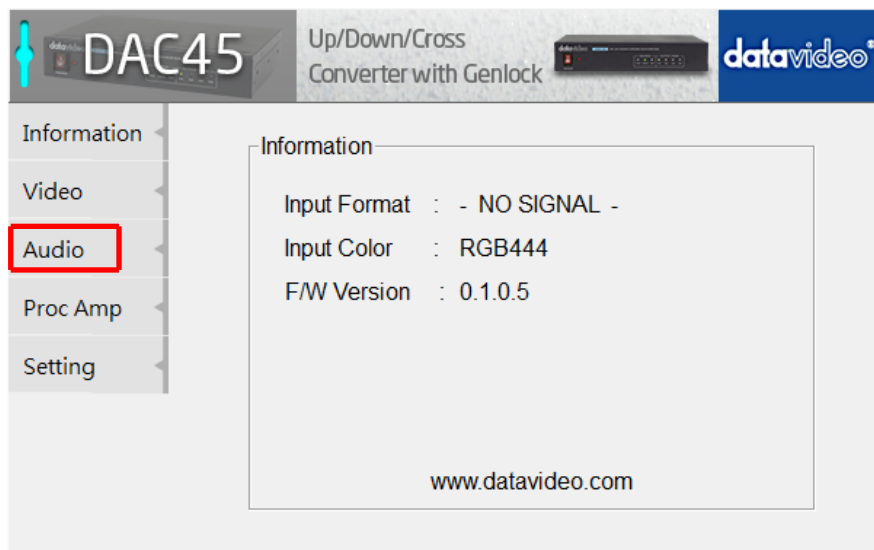 DAC45
Up/Down/Cross
Converter with Genlock
datavideo®
Information
Video
Audio
Proc Amp
Setting
Information
Input Format : - NO SIGNAL -
Input Color : RGB444
F/W Version : 0.1.0.5
www.datavideo.com